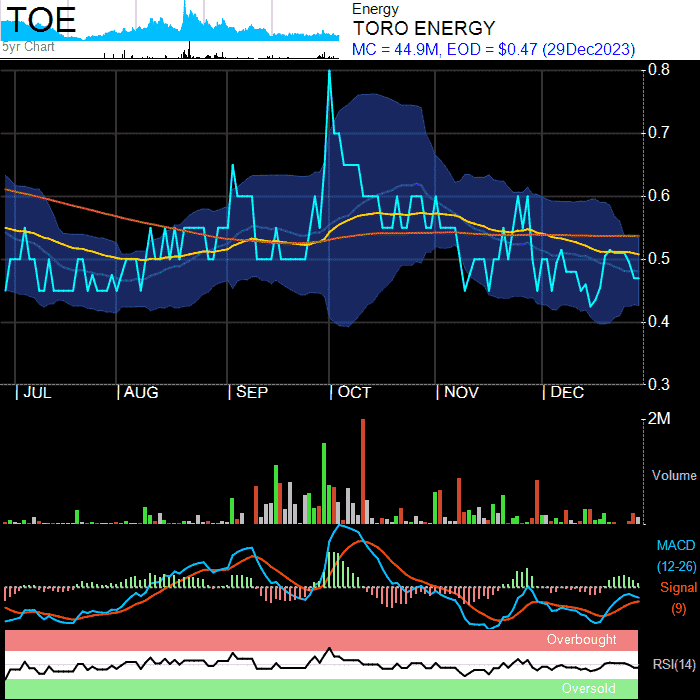 TOE
5yr Chart
Energy
TORO ENERGY
MC = 44.9M, EOD = $0.47 (29Dec2023)
0.8
0.7
0.6
0.5
0.4
0.3
JUL AUG SEP OCT NOV DEC
2M
Volume
MACD
(12-26)
Signal
(9)
Overbought
RSI(14)
Oversold